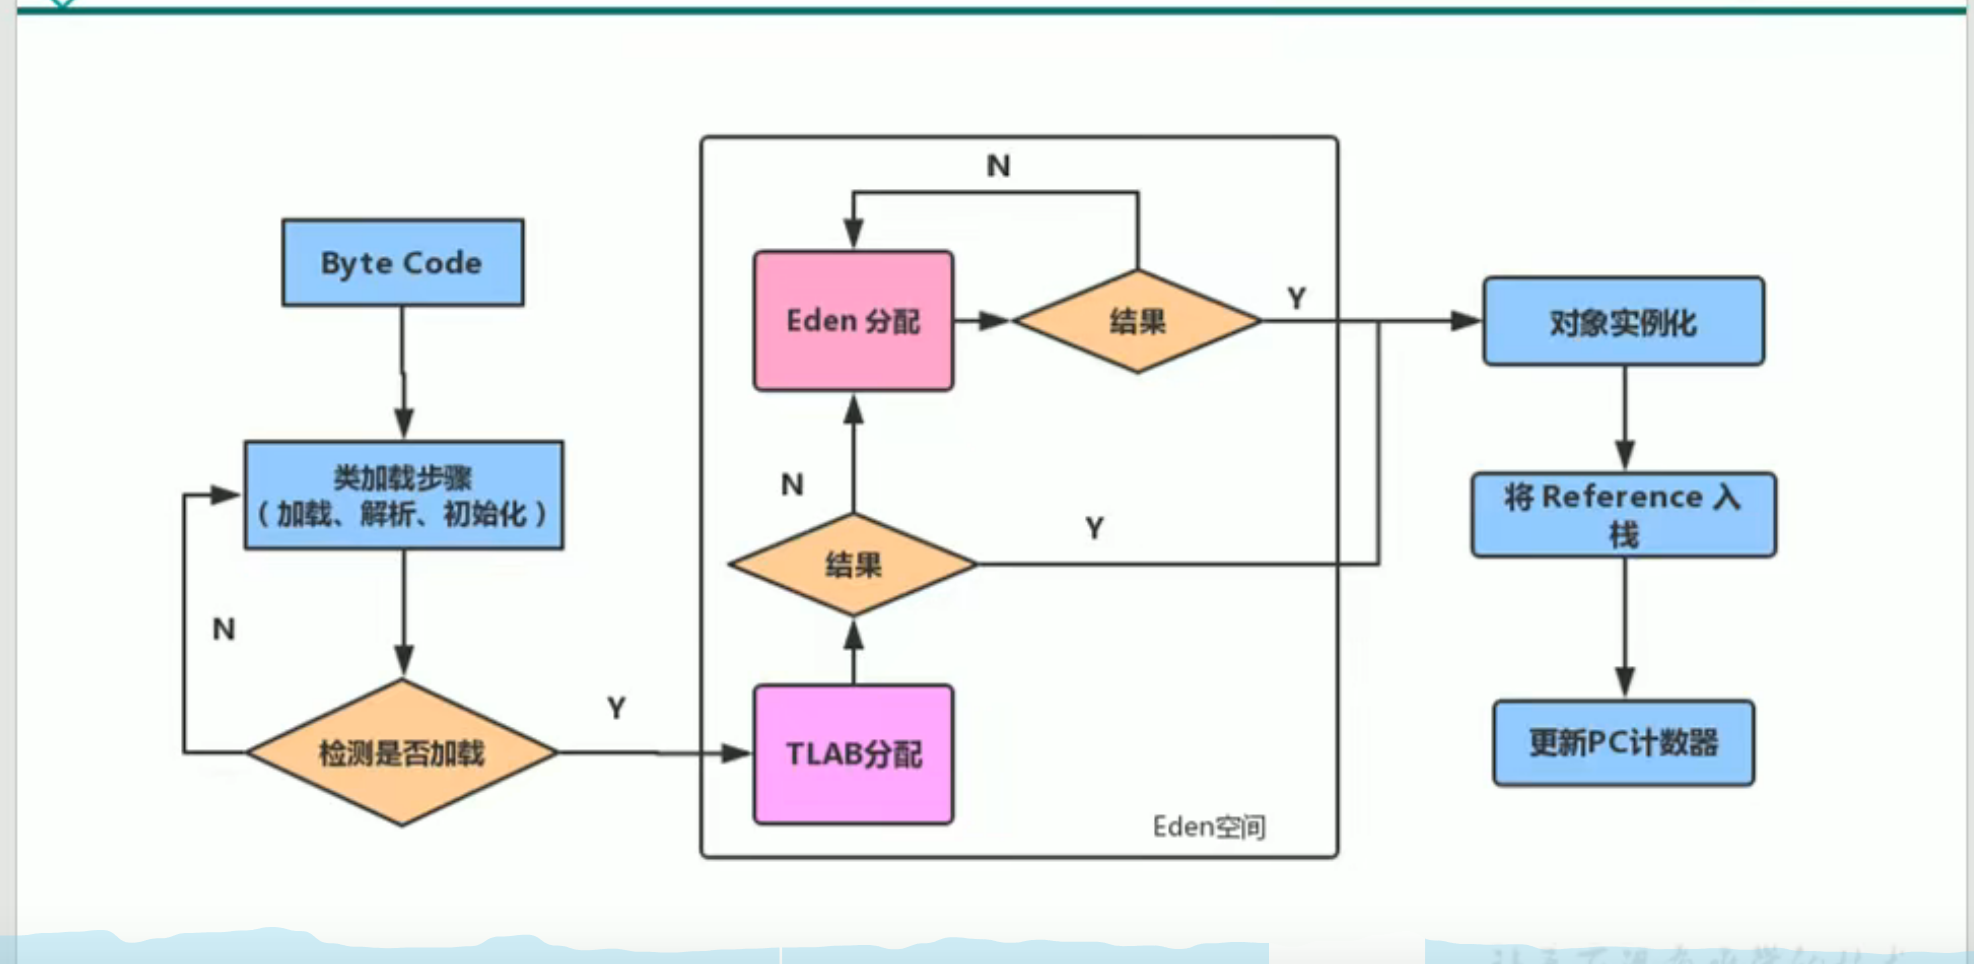 Byte Code
类加载步骤
（加载、解析、初始化）
N
检测是否加载
Y
N
Eden 分配
结果
Y
N
结果
Y
TLAB分配
Eden空间
对象实例化
将 Reference 入
栈
更新PC计数器